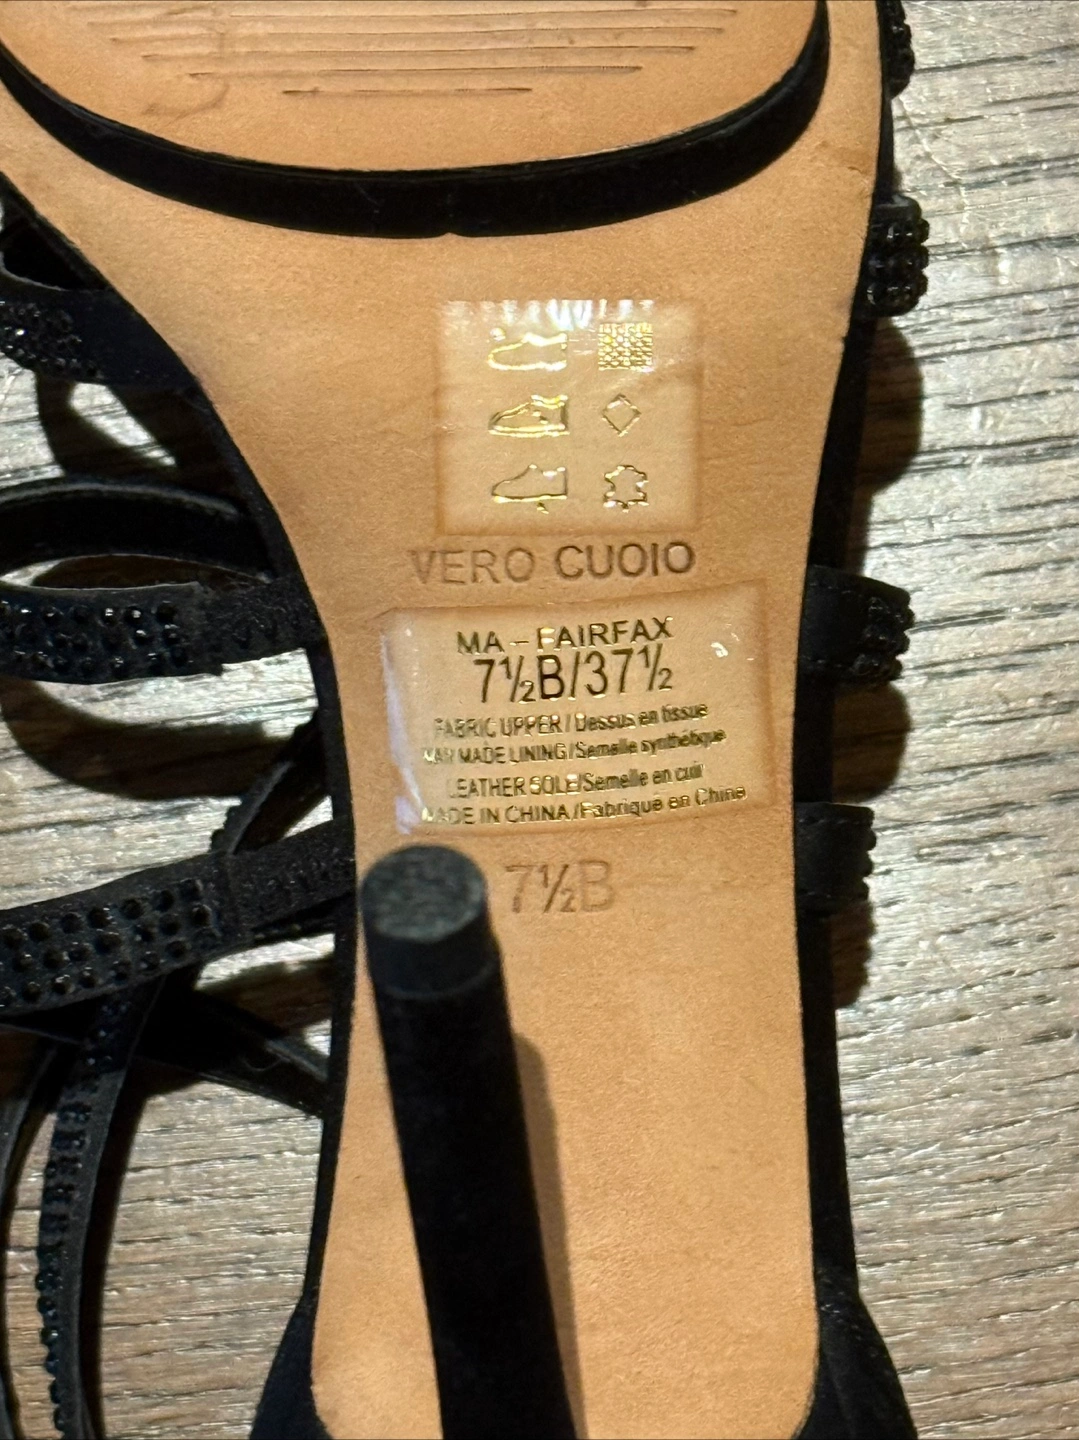 VERO CUOIO
MA – FAIRFAX
7½B/37½
FABRIC UPPER / Dessus en tissue
MAN MADE LINING/Semelle synthétique
LEATHER SOLE/Semelle en cuir
MADE IN CHINA/Fabriqué en Chine
7½B